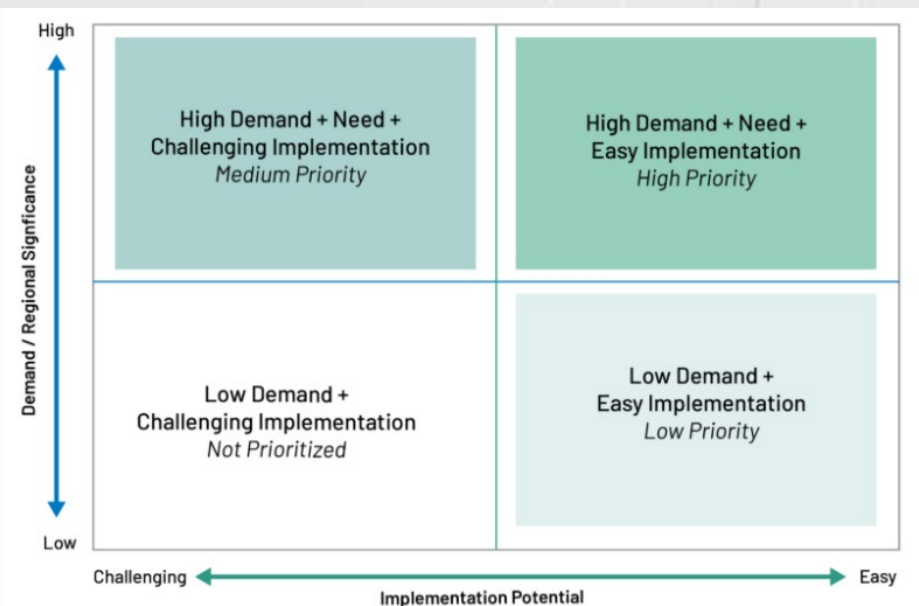 High
Demand / Regional Signficance
High Demand + Need +
Challenging Implementation
Medium Priority
High Demand + Need +
Easy Implementation
High Priority
Low Demand +
Challenging Implementation
Not Prioritized
Low Demand +
Easy Implementation
Low Priority
Low
Challenging
Easy
Implementation Potential